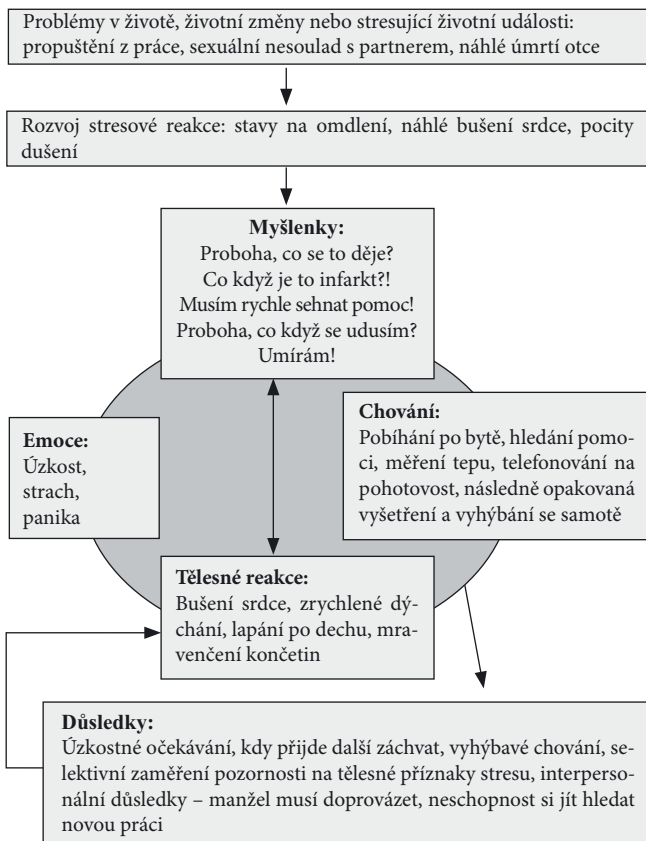 Problémy v životě, životní změny nebo stresující životní události:
propuštění z práce, sexuální nesoulad s partnerem, náhlé úmrtí otce
Rozvoj stresové reakce: stavy na omdlení, náhlé bušení srdce, pocity
dušení
Myšlenky:
Proboha, co se to děje?
Co když je to infarkt?!
Musím rychle sehnat pomoc!
Proboha, co když se udusím?
Umírám!
Emoce:
Úzkost,
strach,
panika
Chování:
Pobíhání po bytě, hledání pomo-
ci, měření tepu, telefonování na
pohotovost, následně opakovaná
vyšetření a vyhýbání se samotě
Tělesné reakce:
Bušení srdce, zrychlené dý-
chání, lapání po dechu, mra-
venčení končetin
Důsledky:
Úzkostné očekávání, kdy přijde další záchvat, vyhýbavé chování, se-
lektivní zaměření pozornosti na tělesné příznaky stresu, interperso-
nální důsledky – manžel musí doprovázet, neschopnost si jít hledat
novou práci